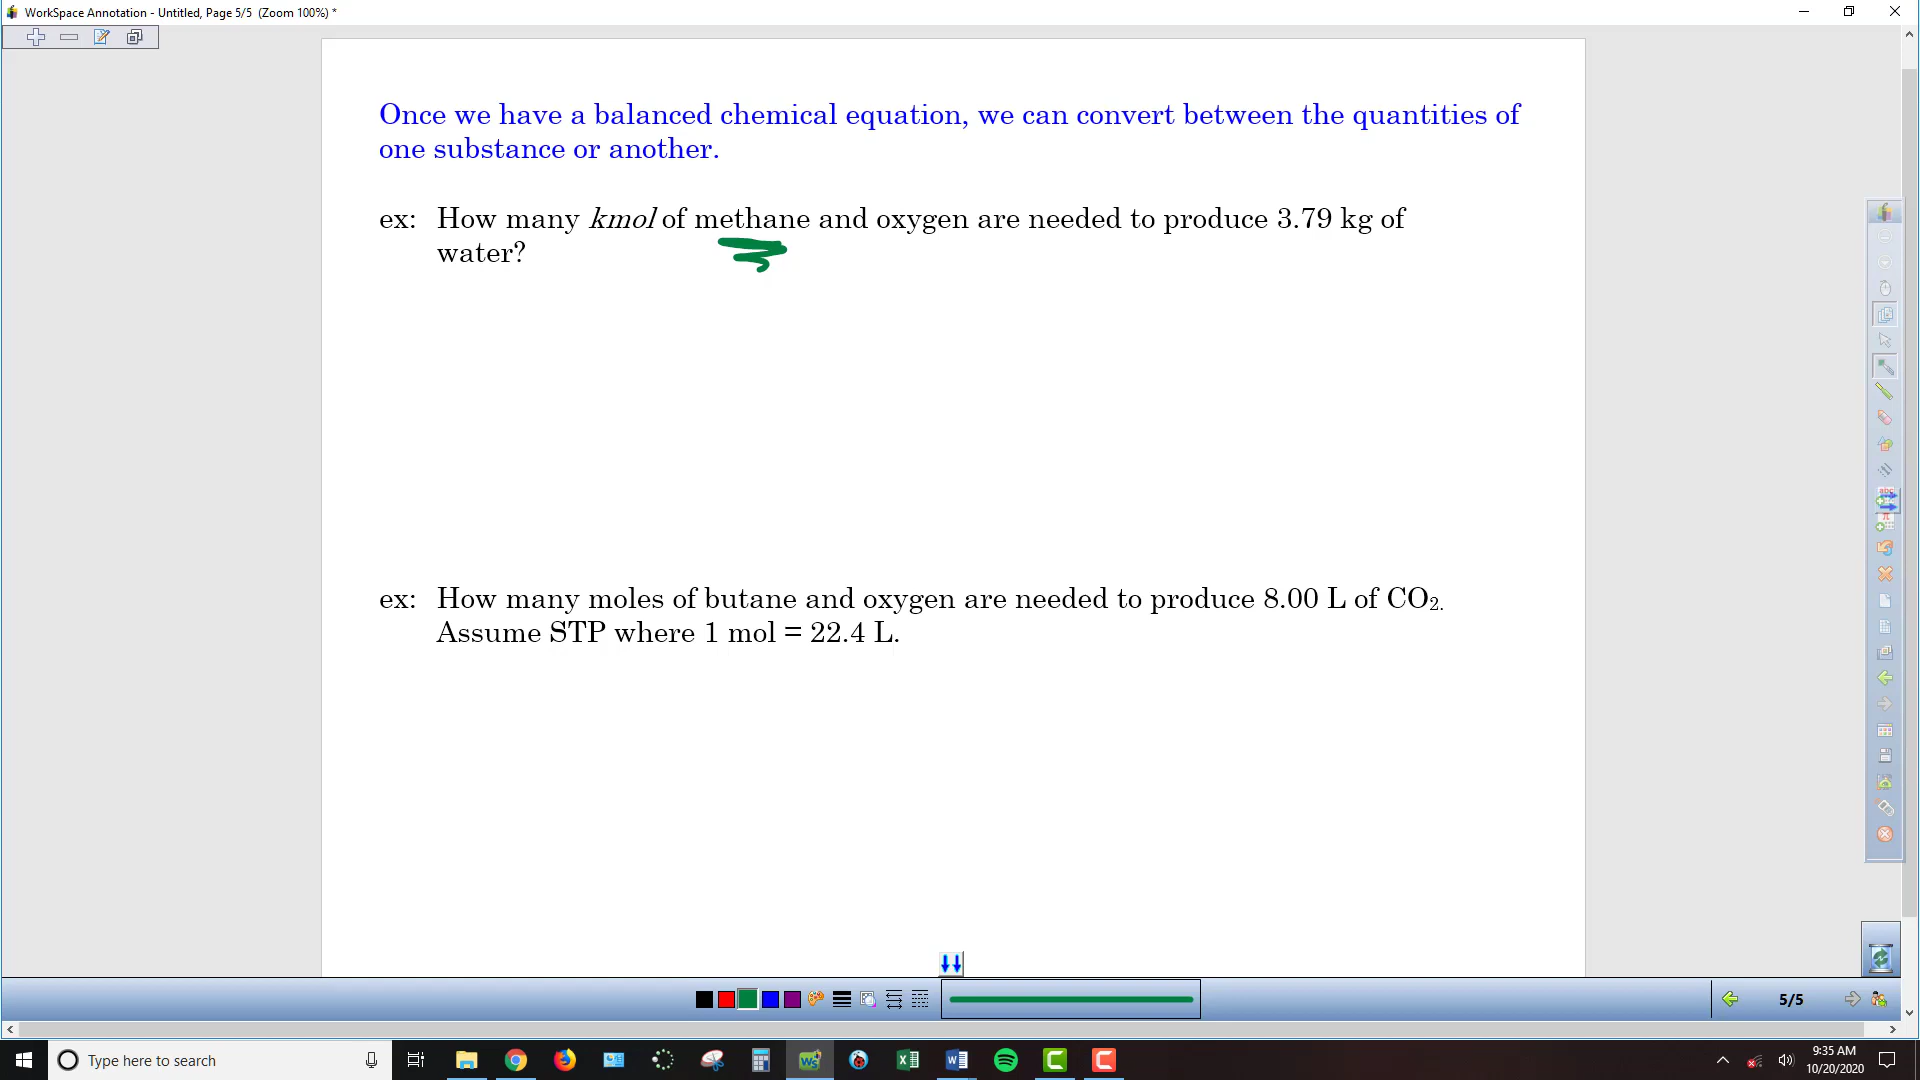 WorkSpace Annotation - Untitled, Page 5/5 (Zoom 100%) *
Once we have a balanced chemical equation, we can convert between the quantities of
one substance or another.
ex: How many kmol of methane and oxygen are needed to produce 3.79 kg of
water?
ex: How many moles of butane and oxygen are needed to produce 8.00 L of CO₂.
Assume STP where 1 mol = 22.4 L.
5/5
Type here to search
9:35 AM
10/20/2020